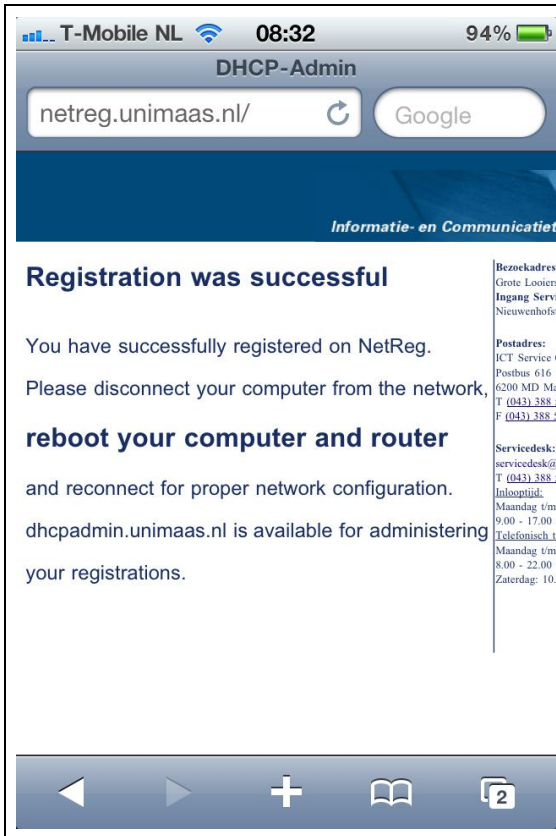 T-Mobile NL 08:32 94%
DHCP-Admin
netreg.unimaas.nl/
Google
Informatie- en Communicatiet
Registration was successful
You have successfully registered on NetReg.
Please disconnect your computer from the network,
reboot your computer and router
and reconnect for proper network configuration.
dhcpadmin.unimaas.nl is available for administering
your registrations.
Bezoekadres
Grote Looiers
Ingang Servi
Nieuwenhofs
Postadres:
ICT Service
Postbus 616
6200 MD Ma
T (043) 388
F (043) 388
Servicedesk:
servicedesk@
T (043) 388
Inlooptijd:
Maandag t/m
9.00 - 17.00
Telefonisch t
Maandag t/m
8.00 - 22.00
Zaterdag: 10.
2